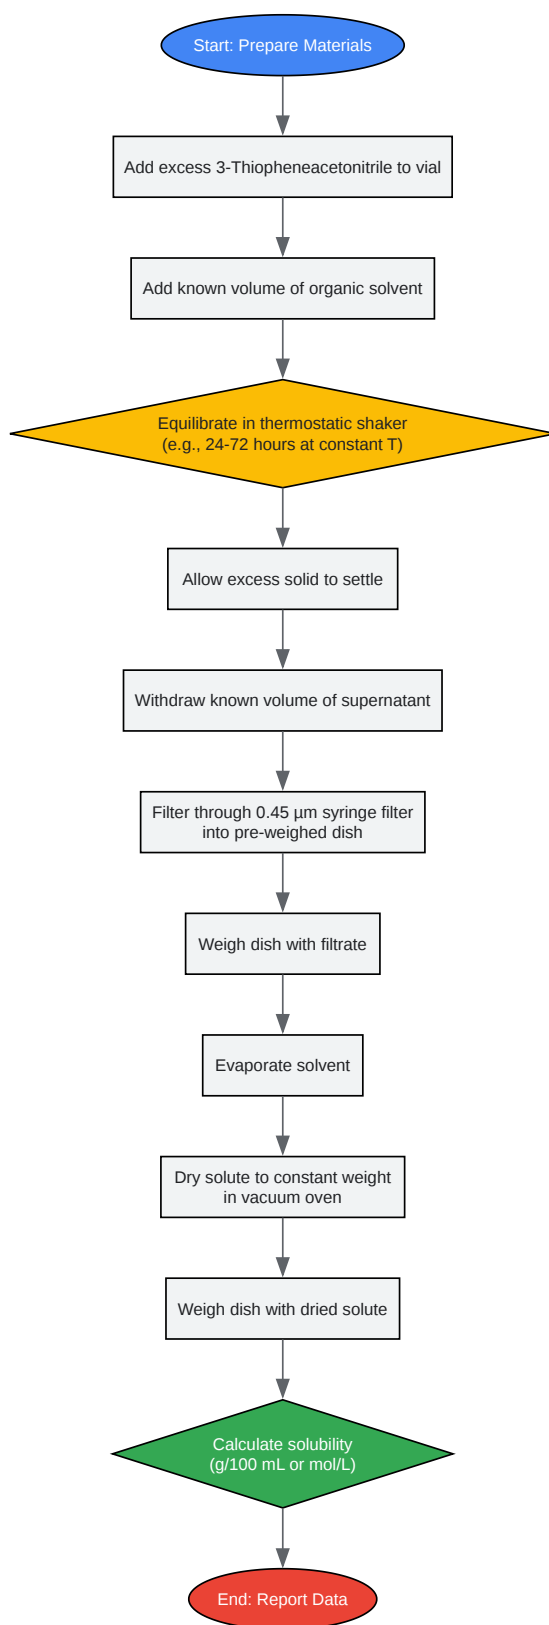 Start: Prepare Materials
Add excess 3-Thiopheneacetonitrile to vial
Add known volume of organic solvent
Equilibrate in thermostatic shaker
(e.g., 24-72 hours at constant T)
Allow excess solid to settle
Withdraw known volume of supernatant
Filter through 0.45 µm syringe filter
into pre-weighed dish
Weigh dish with filtrate
Evaporate solvent
Dry solute to constant weight
in vacuum oven
Weigh dish with dried solute
Calculate solubility
(g/100 mL or mol/L)
End: Report Data